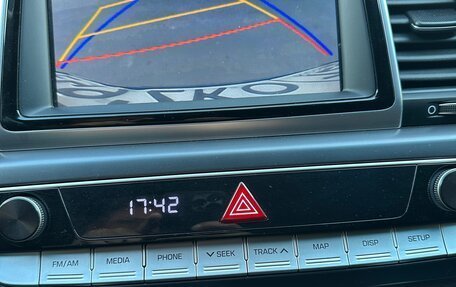 17:42
FM/AM MEDIA PHONE SEEK TRACK MAP DISP SETUP